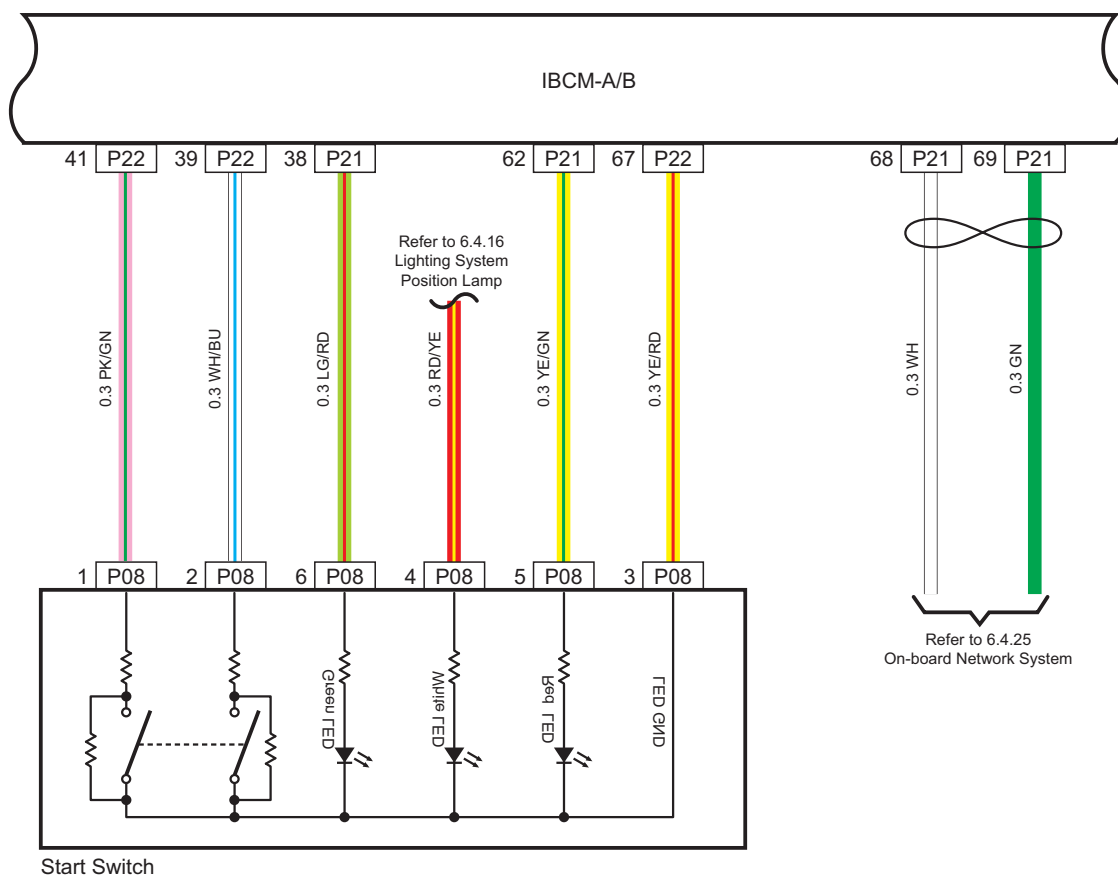 IBCM-A/B
41 P22 39 P22 38 P21 62 P21 67 P22 68 P21 69 P21
Refer to 6.4.16
Lighting System
Position Lamp
0.3 PK/GN
0.3 WH/BU
0.3 LG/RD
0.3 RD/YE
0.3 YE/GN
0.3 YE/RD
0.3 WH
0.3 GN
1 P08 2 P08 6 P08 4 P08 5 P08 3 P08
Refer to 6.4.25
On-board Network System
Green LED
White LED
Red LED
LED GND
Start Switch